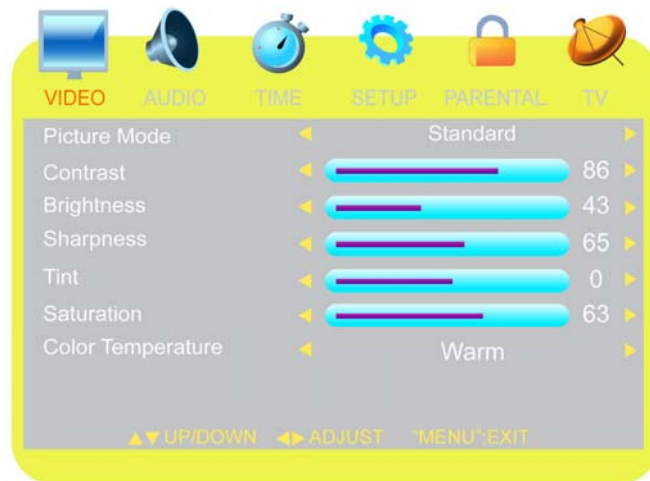 VIDEO AUDIO TIME SETUP PARENTAL TV
Picture Mode Standard
Contrast 86
Brightness 43
Sharpness 65
Tint 0
Saturation 63
Color Temperature Warm
▲▼ UP/DOWN ◀▶ ADJUST "MENU":EXIT